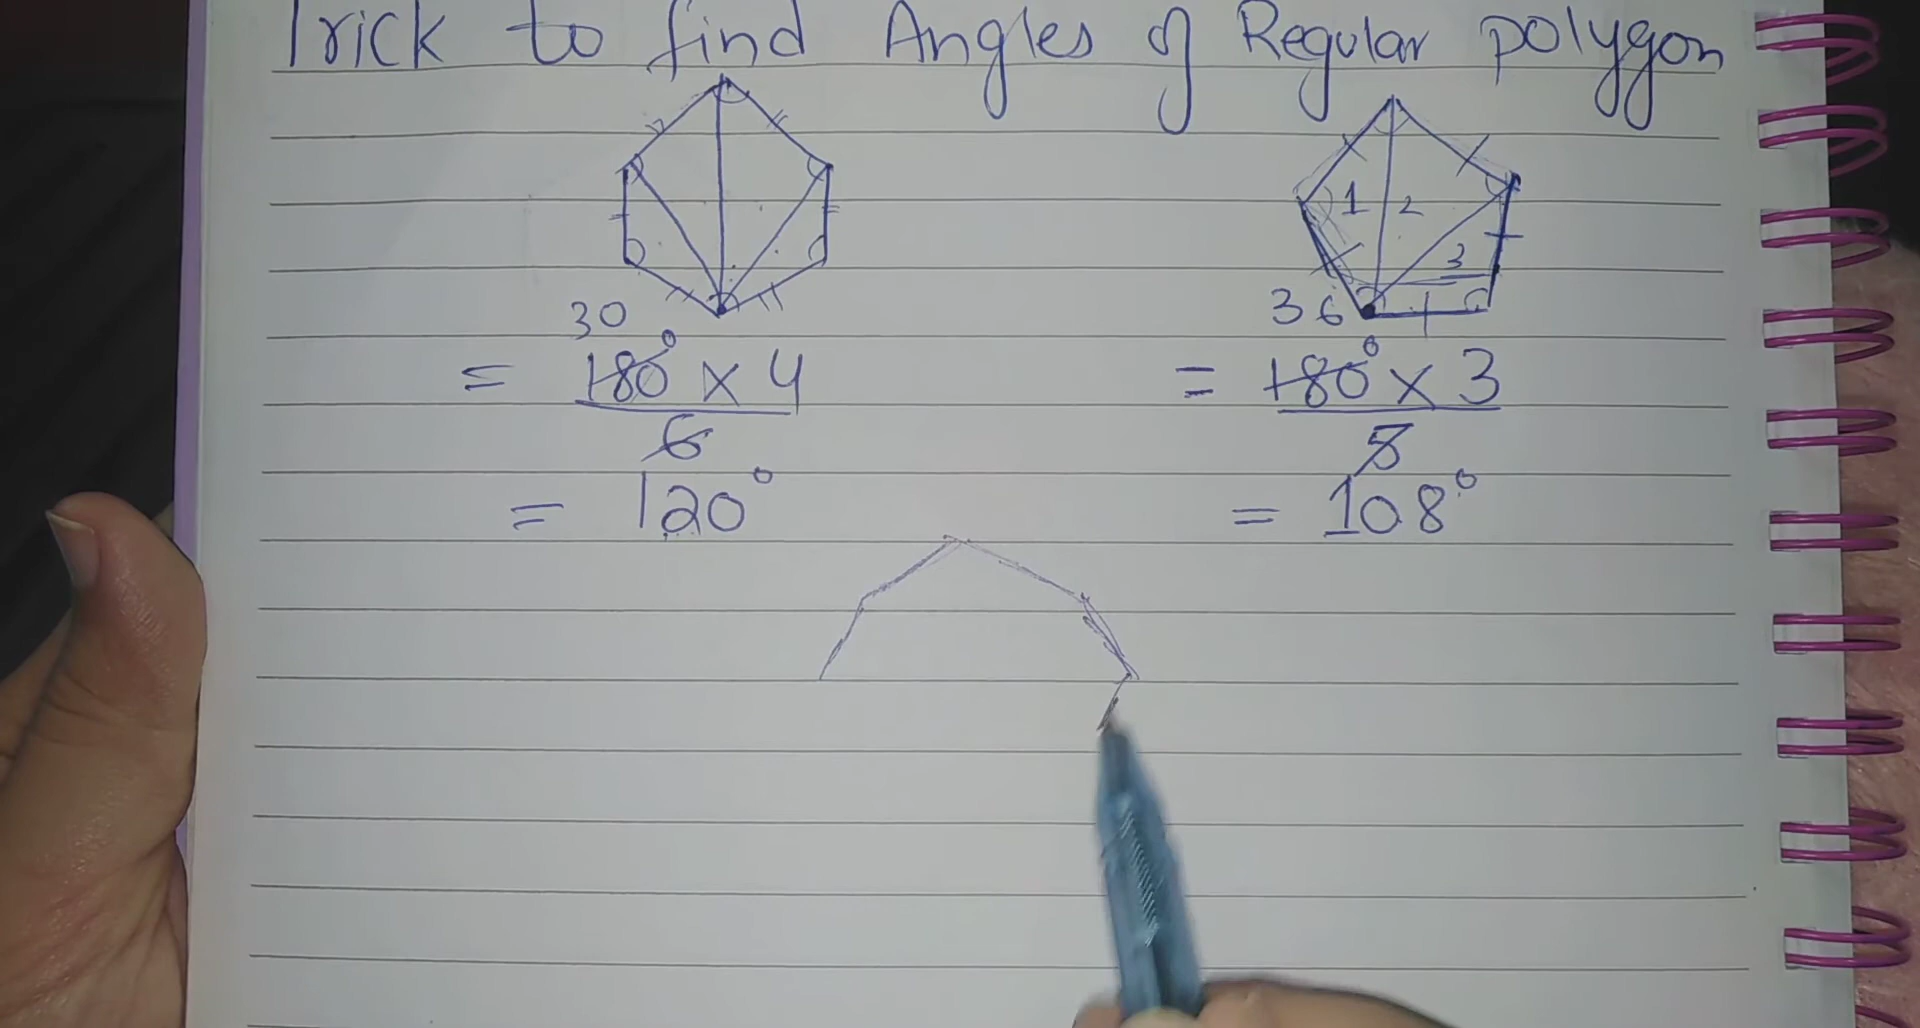 Trick to find Angles of Regular polygon
1 2
3
30
36
= 180° x 4
6
= 180° x 3
5
= 120°
= 108°